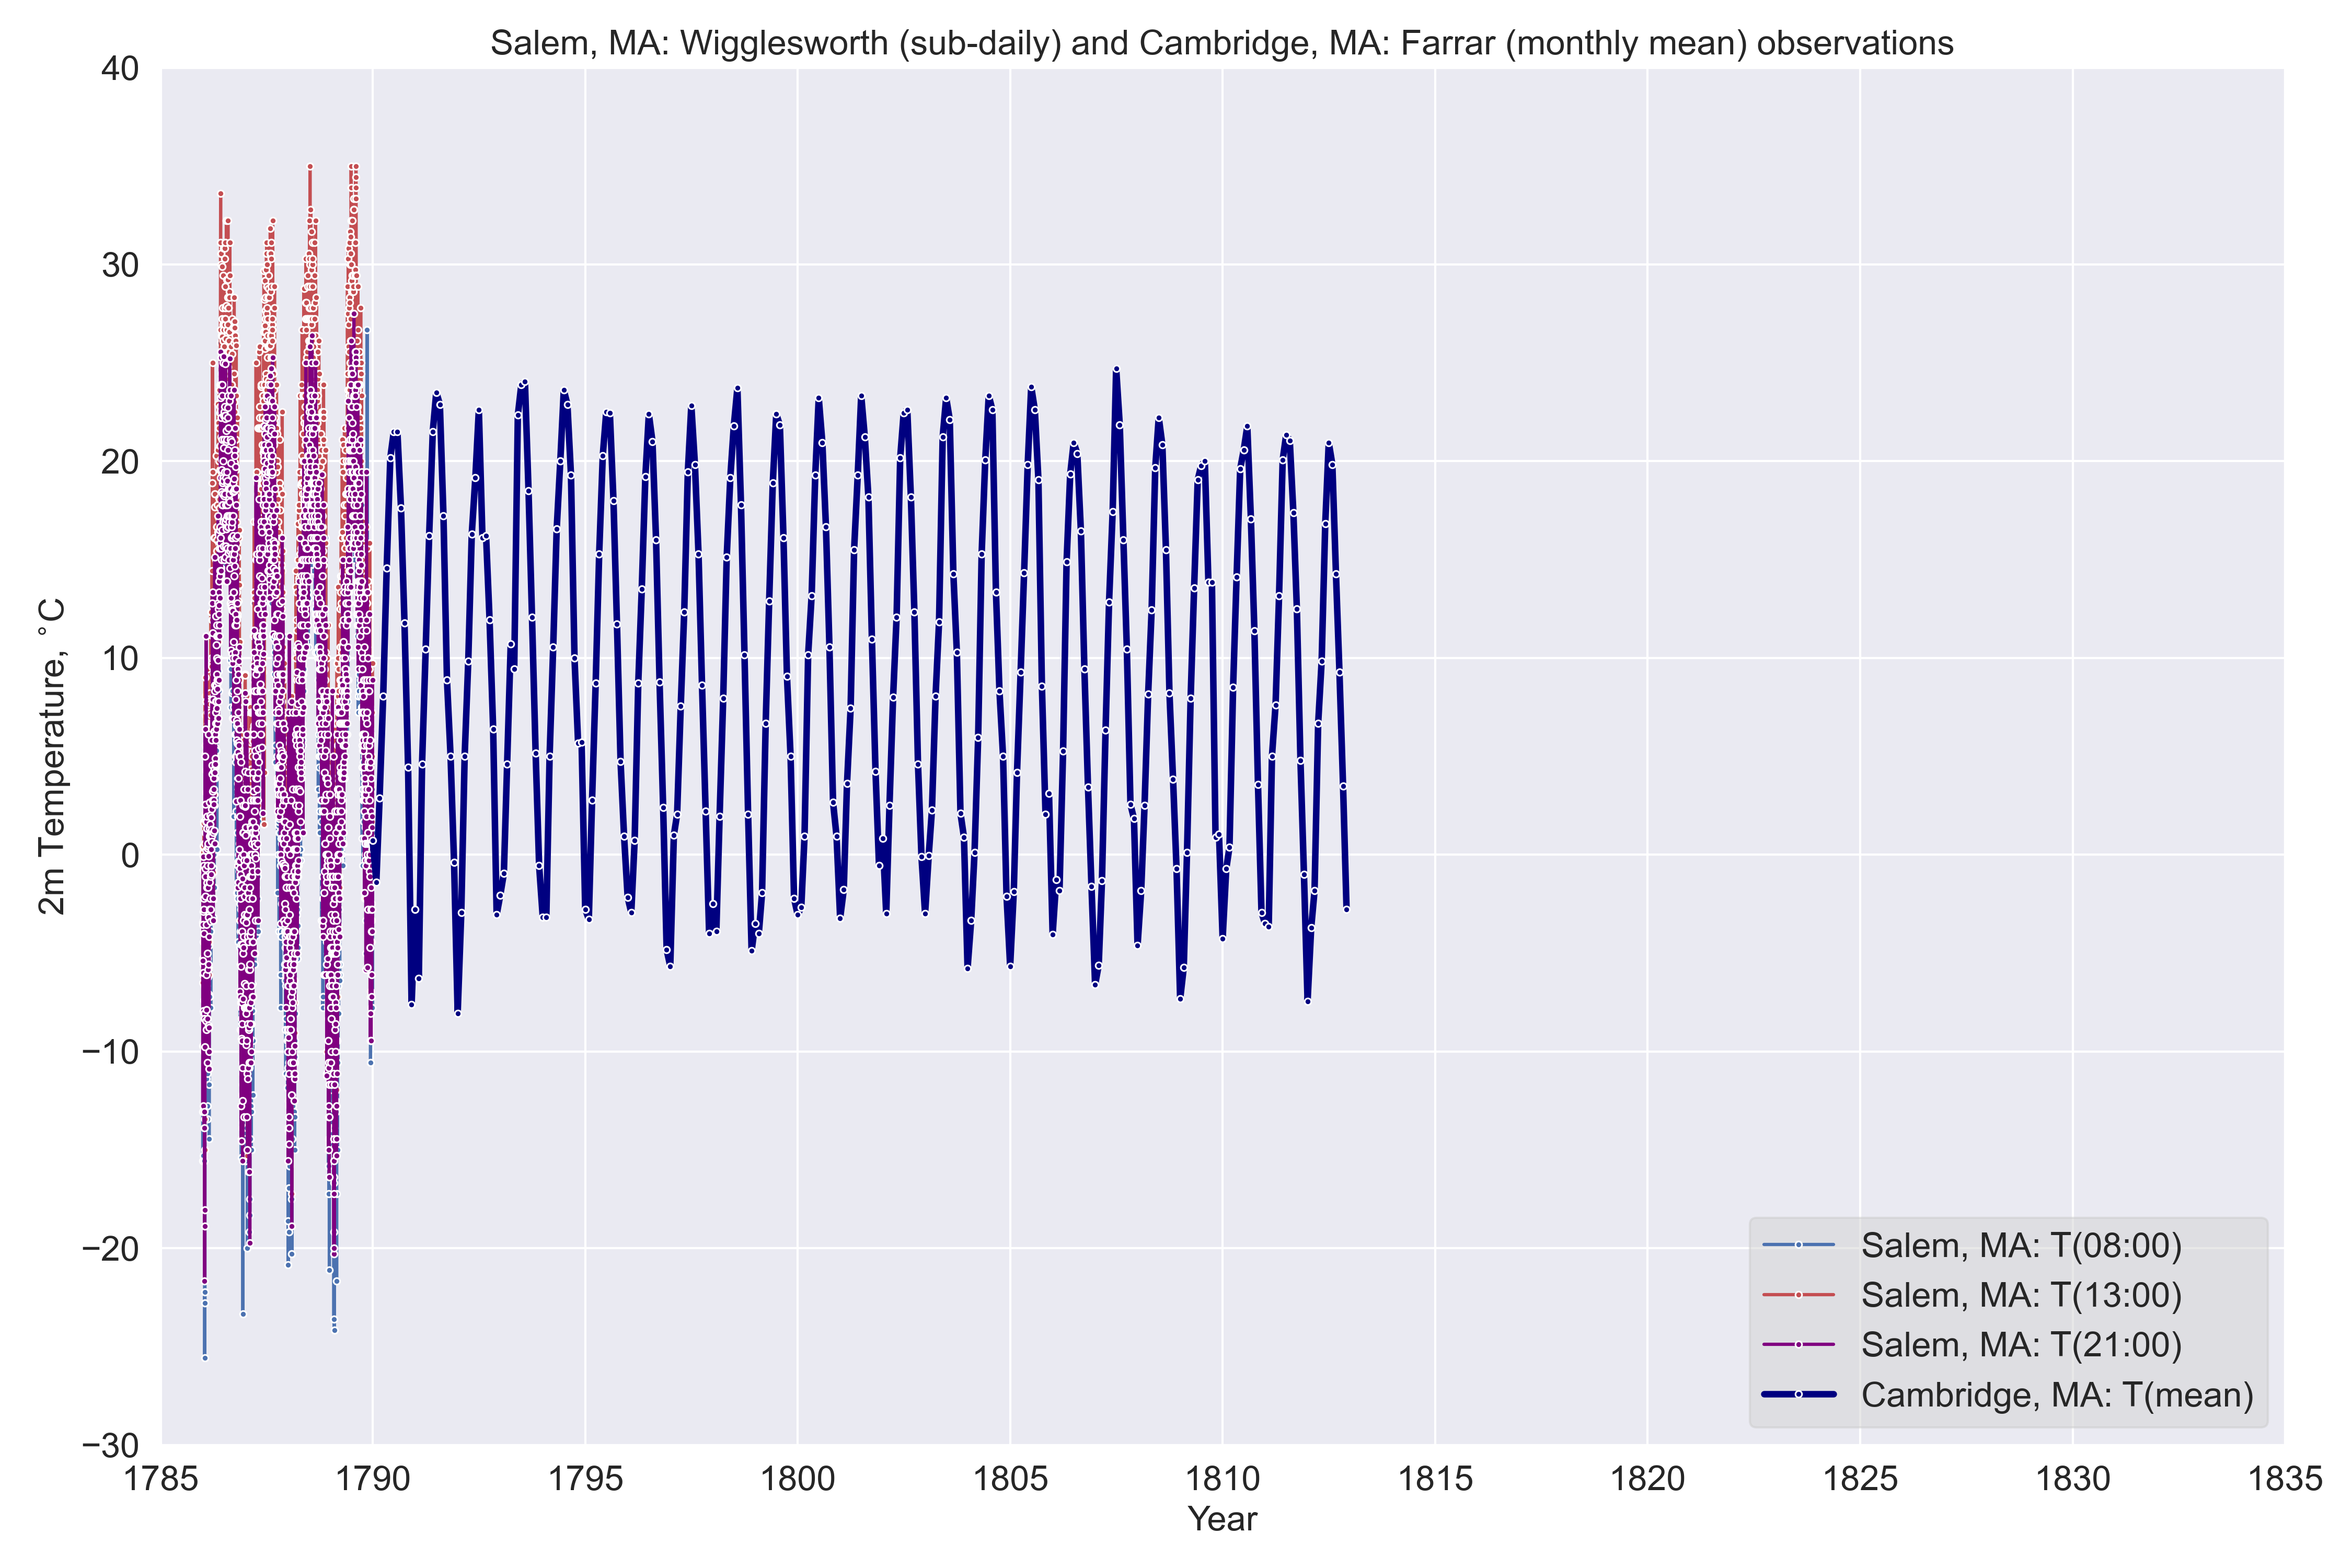 Salem, MA: Wigglesworth (sub-daily) and Cambridge, MA: Farrar (monthly mean) observations
40
30
20
10
0
−10
−20
−30
2m Temperature, °C
Salem, MA: T(08:00)
Salem, MA: T(13:00)
Salem, MA: T(21:00)
Cambridge, MA: T(mean)
1785 1790 1795 1800 1805 1810 1815 1820 1825 1830 1835
Year